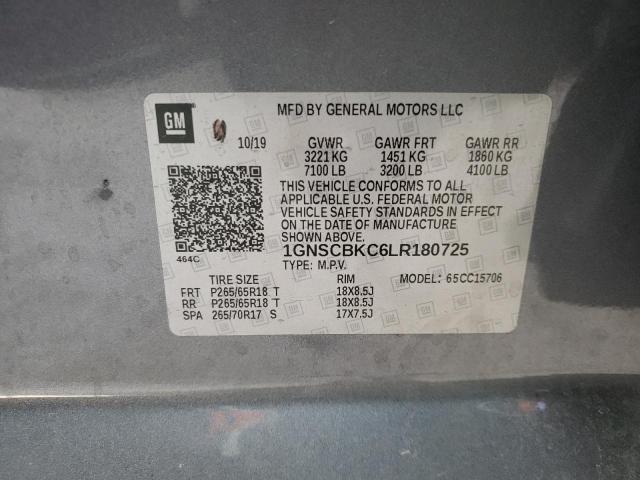 MFD BY GENERAL MOTORS LLC
GM
10/19 GVWR GAWR FRT GAWR RR
3221 KG 1451 KG 1860 KG
7100 LB 3200 LB 4100 LB
THIS VEHICLE CONFORMS TO ALL
APPLICABLE U.S. FEDERAL MOTOR
VEHICLE SAFETY STANDARDS IN EFFECT
ON THE DATE OF MANUFACTURE
SHOWN ABOVE.
464C
1GNSCBKC6LR180725
TYPE: M.P.V. MODEL: 65CC15706
TIRE SIZE RIM
FRT P265/65R18 T 18X8.5J
RR P265/65R18 T 18X8.5J
SPA 265/70R17 S 17X7.5J